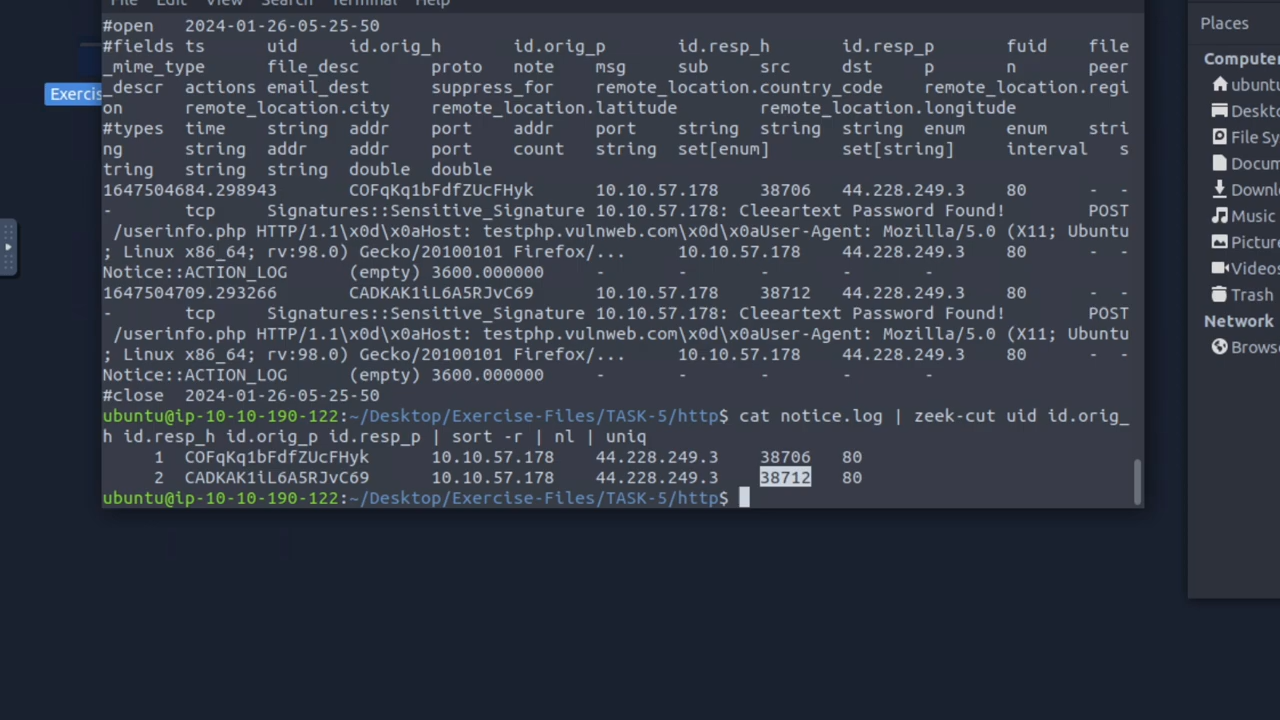 File Edit View Search Terminal Help
#open 2024-01-26-05-25-50
#fields ts uid id.orig_h id.orig_p id.resp_h id.resp_p fuid file
_mime_type file_desc proto note msg sub src dst p n peer
_descr actions email_dest suppress_for remote_location.country_code remote_location.regi
on remote_location.city remote_location.latitude remote_location.longitude
#types time string addr port addr port string string string enum enum stri
ng string addr addr port count string set[enum] set[string] interval s
tring string string double double
1647504684.298943 COFqKq1bFdfZUcFHyk 10.10.57.178 38706 44.228.249.3 80 - -
- tcp Signatures::Sensitive_Signature 10.10.57.178: Cleeartext Password Found! POST
/userinfo.php HTTP/1.1\x0d\x0aHost: testphp.vulnweb.com\x0d\x0aUser-Agent: Mozilla/5.0 (X11; Ubuntu
; Linux x86_64; rv:98.0) Gecko/20100101 Firefox/... 10.10.57.178 44.228.249.3 80 - -
Notice::ACTION_LOG (empty) 3600.000000 - - - - -
1647504709.293266 CADKAK1iL6A5RJvC69 10.10.57.178 38712 44.228.249.3 80 - -
- tcp Signatures::Sensitive_Signature 10.10.57.178: Cleeartext Password Found! POST
/userinfo.php HTTP/1.1\x0d\x0aHost: testphp.vulnweb.com\x0d\x0aUser-Agent: Mozilla/5.0 (X11; Ubuntu
; Linux x86_64; rv:98.0) Gecko/20100101 Firefox/... 10.10.57.178 44.228.249.3 80 - -
Notice::ACTION_LOG (empty) 3600.000000 - - - - -
#close 2024-01-26-05-25-50
ubuntu@ip-10-10-190-122:~/Desktop/Exercise-Files/TASK-5/http$ cat notice.log | zeek-cut uid id.orig_
h id.resp_h id.orig_p id.resp_p | sort -r | nl | uniq
1 COFqKq1bFdfZUcFHyk 10.10.57.178 44.228.249.3 38706 80
2 CADKAK1iL6A5RJvC69 10.10.57.178 44.228.249.3 38712 80
ubuntu@ip-10-10-190-122:~/Desktop/Exercise-Files/TASK-5/http$
Exercis
Places
Computer
ubuntu
Deskto
File Sy
Docum
Downl
Music
Picture
Videos
Trash
Network
Brows